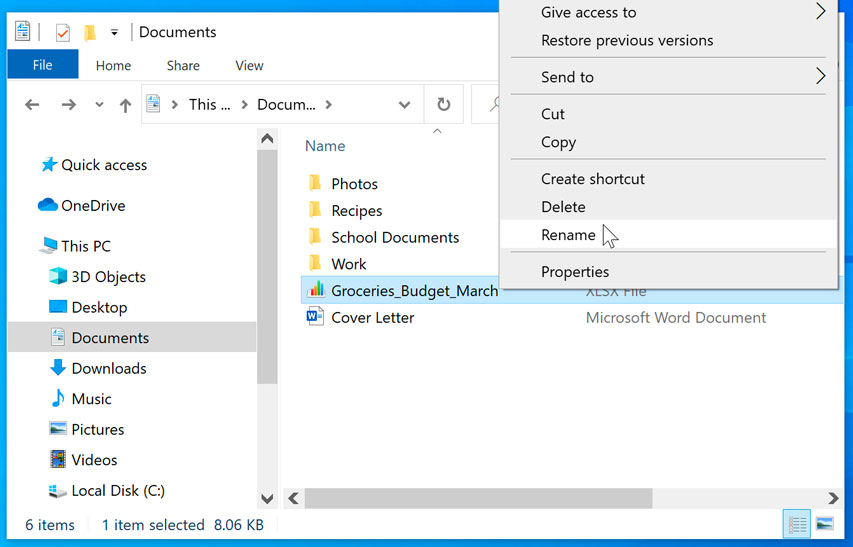 Documents
File Home Share View
This ... Docum...
Give access to
Restore previous versions
Send to
Cut
Copy
Create shortcut
Delete
Rename
Properties
Quick access
OneDrive
This PC
3D Objects
Desktop
Documents
Downloads
Music
Pictures
Videos
Local Disk (C:)
Name
Photos
Recipes
School Documents
Work
Groceries_Budget_March XLSX File
Cover Letter Microsoft Word Document
6 items 1 item selected 8.06 KB